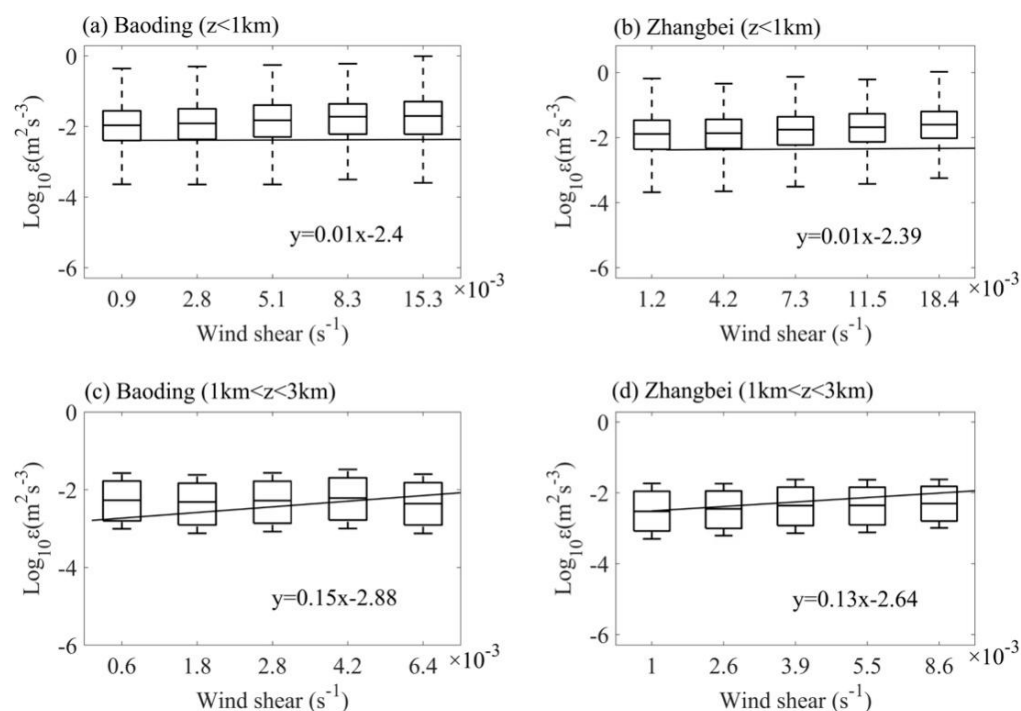 (a) Baoding (z<1km)
0
-2
-4
-6
Log10ε(m2s-3)
y=0.01x-2.4
0.9 2.8 5.1 8.3 15.3 ×10-3
Wind shear (s-1)
(b) Zhangbei (z<1km)
0
-2
-4
-6
Log10ε(m2s-3)
y=0.01x-2.39
1.2 4.2 7.3 11.5 18.4 ×10-3
Wind shear (s-1)
(c) Baoding (1km<z<3km)
0
-2
-4
-6
Log10ε(m2s-3)
y=0.15x-2.88
0.6 1.8 2.8 4.2 6.4 ×10-3
Wind shear (s-1)
(d) Zhangbei (1km<z<3km)
0
-2
-4
-6
Log10ε(m2s-3)
y=0.13x-2.64
1 2.6 3.9 5.5 8.6 ×10-3
Wind shear (s-1)